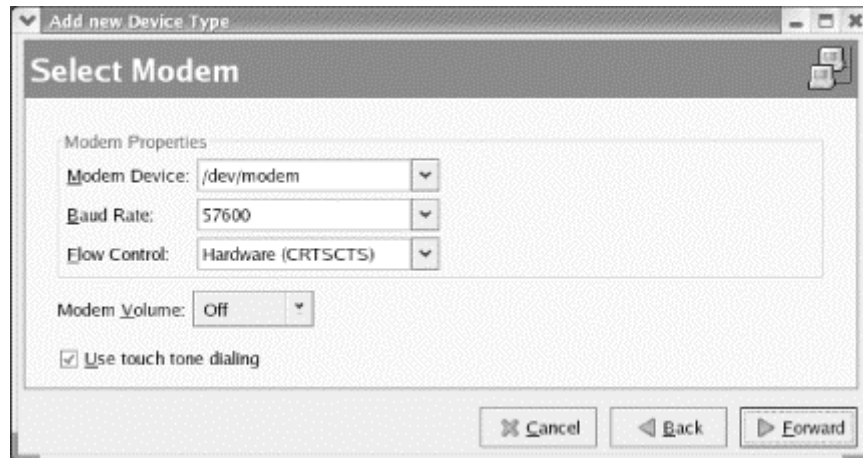 Add new Device Type
Select Modem
Modem Properties
Modem Device: /dev/modem
Baud Rate: 57600
Flow Control: Hardware (CRTSCTS)
Modem Volume: Off
Use touch tone dialing
Cancel Back Forward